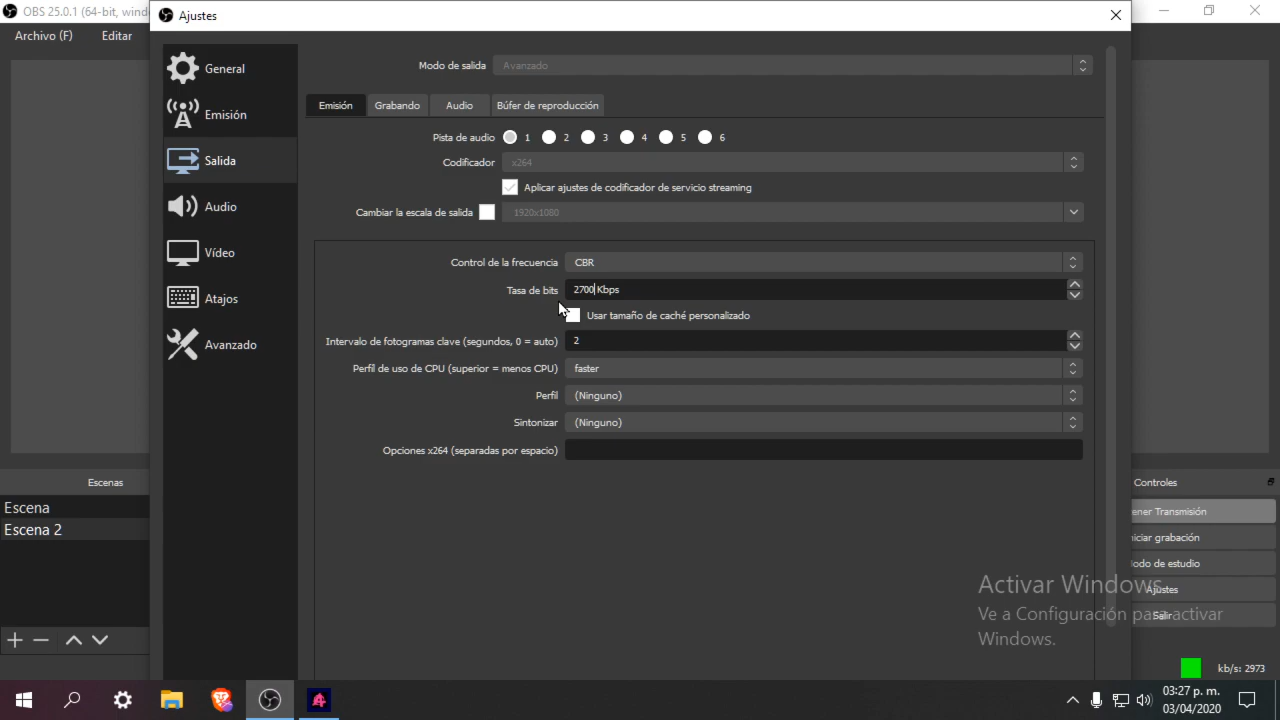 OBS 25.0.1 (64-bit, windo
Ajustes
Archivo (F)
Editar
General
Emisión
Salida
Audio
Vídeo
Atajos
Avanzado
Modo de salida
Avanzado
Emisión
Grabando
Audio
Búfer de reproducción
Pista de audio 1 2 3 4 5 6
Codificador
x264
Aplicar ajustes de codificador de servicio streaming
Cambiar la escala de salida
1920x1080
Control de la frecuencia
CBR
Tasa de bits
2700 Kbps
Usar tamaño de caché personalizado
Intervalo de fotogramas clave (segundos, 0 = auto)
2
Perfil de uso de CPU (superior = menos CPU)
faster
Perfil
(Ninguno)
Sintonizar
(Ninguno)
Opciones x264 (separadas por espacio)
Escenas
Escena
Escena 2
Controles
ener Transmisión
niciar grabación
odo de estudio
Ajustes
Salir
Activar Windows
Ve a Configuración para activar
Windows.
kb/s: 2973
03:27 p. m.
03/04/2020